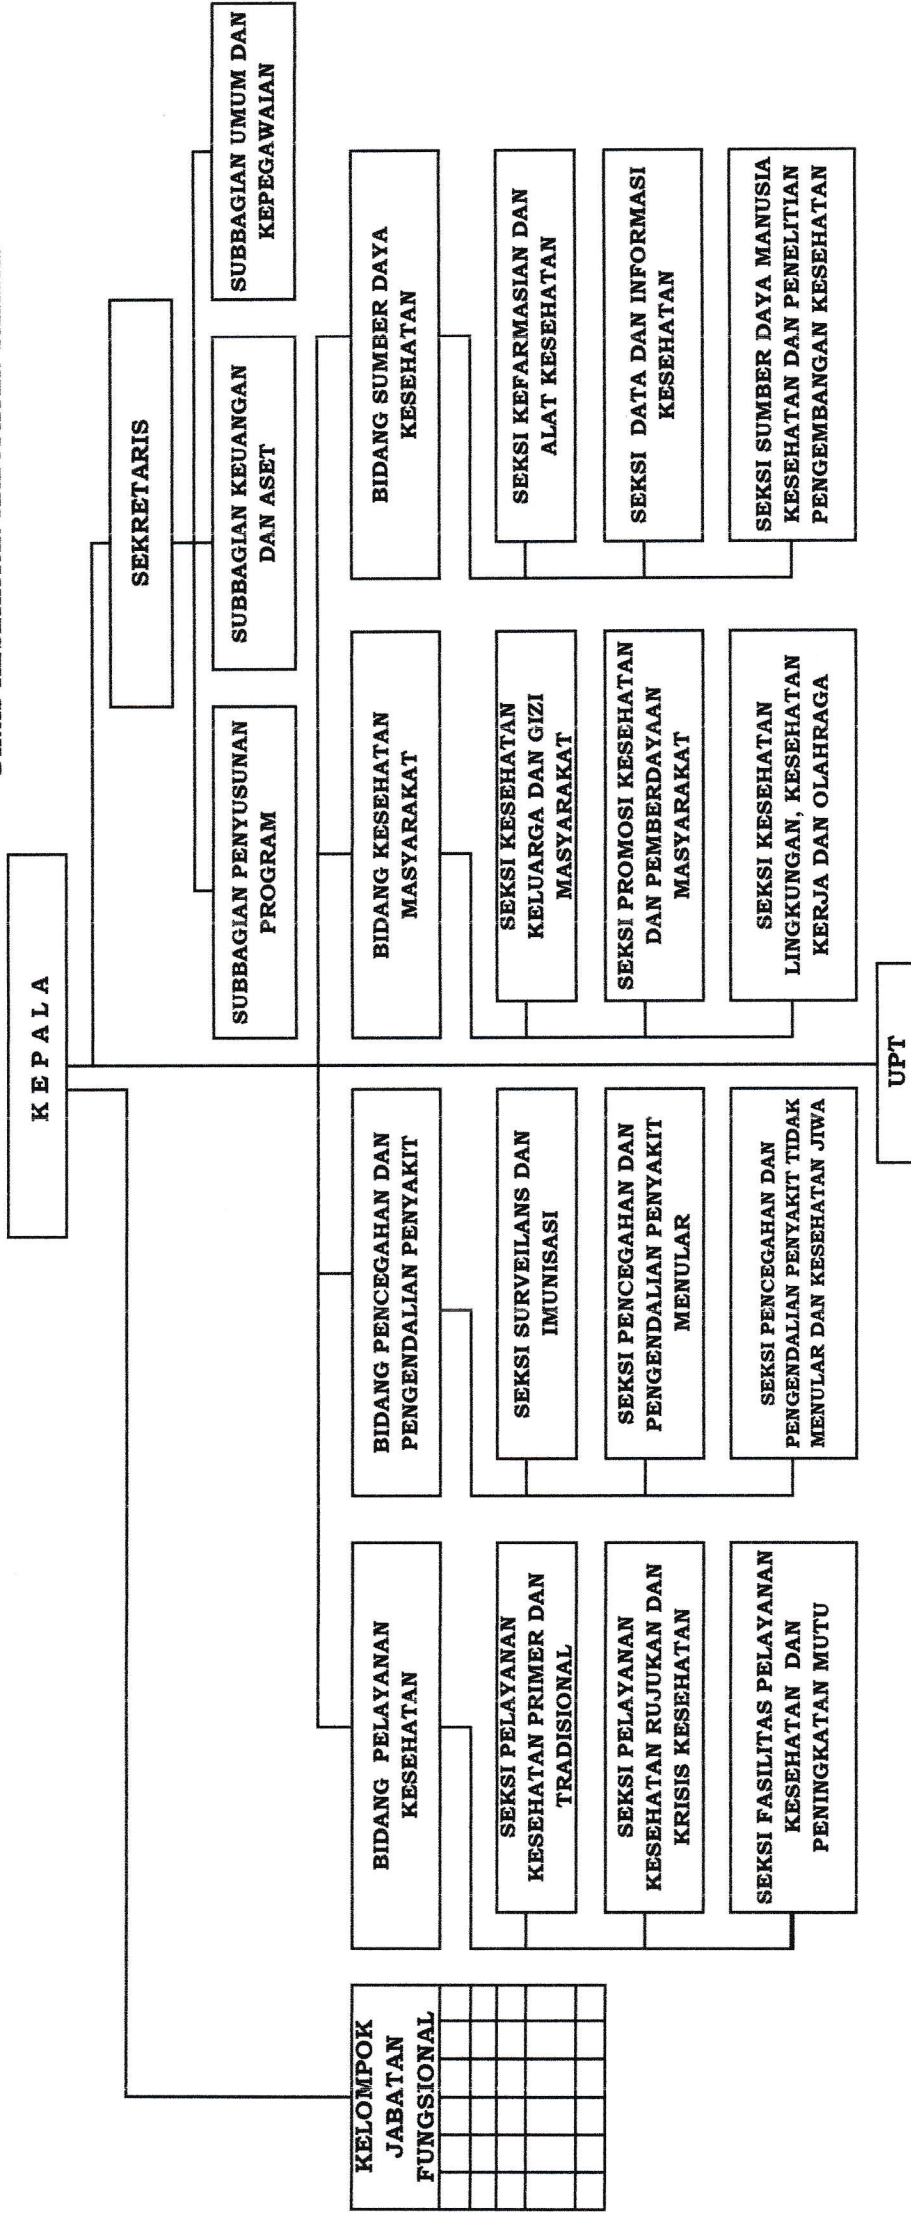 KEPALA
SEKRETARIS
SUBBAGIAN PENYUSUNAN
PROGRAM
SUBBAGIAN KEUANGAN
DAN ASET
SUBBAGIAN UMUM DAN
KEPEGAWAIAN
KELOMPOK
JABATAN
FUNGSIONAL
BIDANG PELAYANAN
KESEHATAN
SEKSI PELAYANAN
KESEHATAN PRIMER DAN
TRADISIONAL
SEKSI PELAYANAN
KESEHATAN RUJUKAN DAN
KRISIS KESEHATAN
SEKSI FASILITAS PELAYANAN
KESEHATAN DAN
PENINGKATAN MUTU
BIDANG PENCEGAHAN DAN
PENGENDALIAN PENYAKIT
SEKSI SURVEILANS DAN
IMUNISASI
SEKSI PENCEGAHAN DAN
PENGENDALIAN PENYAKIT
MENULAR
SEKSI PENCEGAHAN DAN
PENGENDALIAN PENYAKIT TIDAK
MENULAR DAN KESEHATAN JIWA
BIDANG KESEHATAN
MASYARAKAT
SEKSI KESEHATAN
KELUARGA DAN GIZI
MASYARAKAT
SEKSI PROMOSI KESEHATAN
DAN PEMBERDAYAAN
MASYARAKAT
SEKSI KESEHATAN
LINGKUNGAN, KESEHATAN
KERJA DAN OLAHRAGA
BIDANG SUMBER DAYA
KESEHATAN
SEKSI KEFARMASIAN DAN
ALAT KESEHATAN
SEKSI DATA DAN INFORMASI
KESEHATAN
SEKSI SUMBER DAYA MANUSIA
KESEHATAN DAN PENELITIAN
PENGEMBANGAN KESEHATAN
UPT